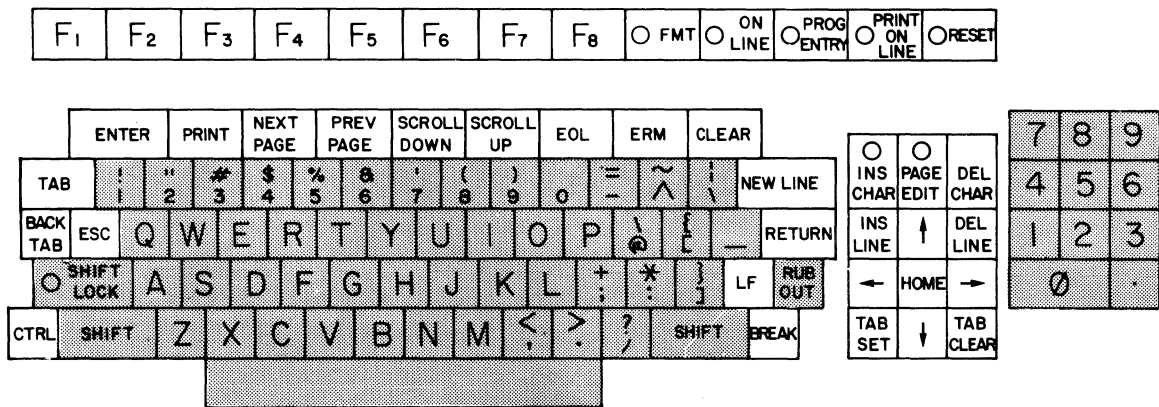 F1 F2 F3 F4 F5 F6 F7 F8 FMT ON LINE PROG ENTRY PRINT ON LINE RESET
ENTER PRINT NEXT PAGE PREV PAGE SCROLL DOWN SCROLL UP EOL ERM CLEAR
TAB ! 1 " 2 # 3 $ 4 % 5 & 6 ' 7 ( 8 ) 9 0 = - ~ ^ | \ NEW LINE
BACK TAB ESC Q W E R T Y U I O P \ @ { [ _ RETURN
SHIFT LOCK A S D F G H J K L + ; * : } ] LF RUB OUT
CTRL SHIFT Z X C V B N M < , > . ? / SHIFT BREAK
INS CHAR PAGE EDIT DEL CHAR
INS LINE ↑ DEL LINE
← HOME →
TAB SET ↓ TAB CLEAR
7 8 9
4 5 6
1 2 3
0 .